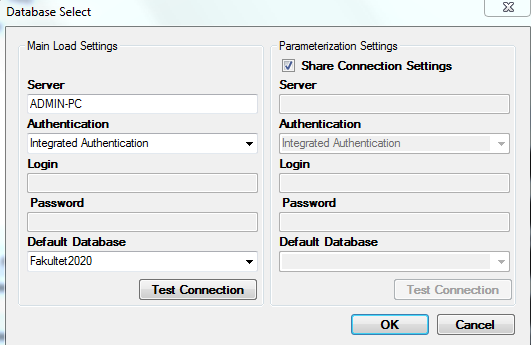 Database Select
Main Load Settings
Server
ADMIN-PC
Authentication
Integrated Authentication
Login
Password
Default Database
Fakultet2020
Test Connection
Parameterization Settings
Share Connection Settings
Server
Authentication
Integrated Authentication
Login
Password
Default Database
Test Connection
OK
Cancel